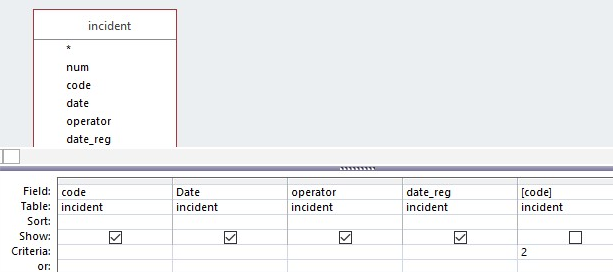 incident
*
num
code
date
operator
date_reg
Field: code Date operator date_reg [code]
Table: incident incident incident incident incident
Sort:
Show:
Criteria: 2
or: